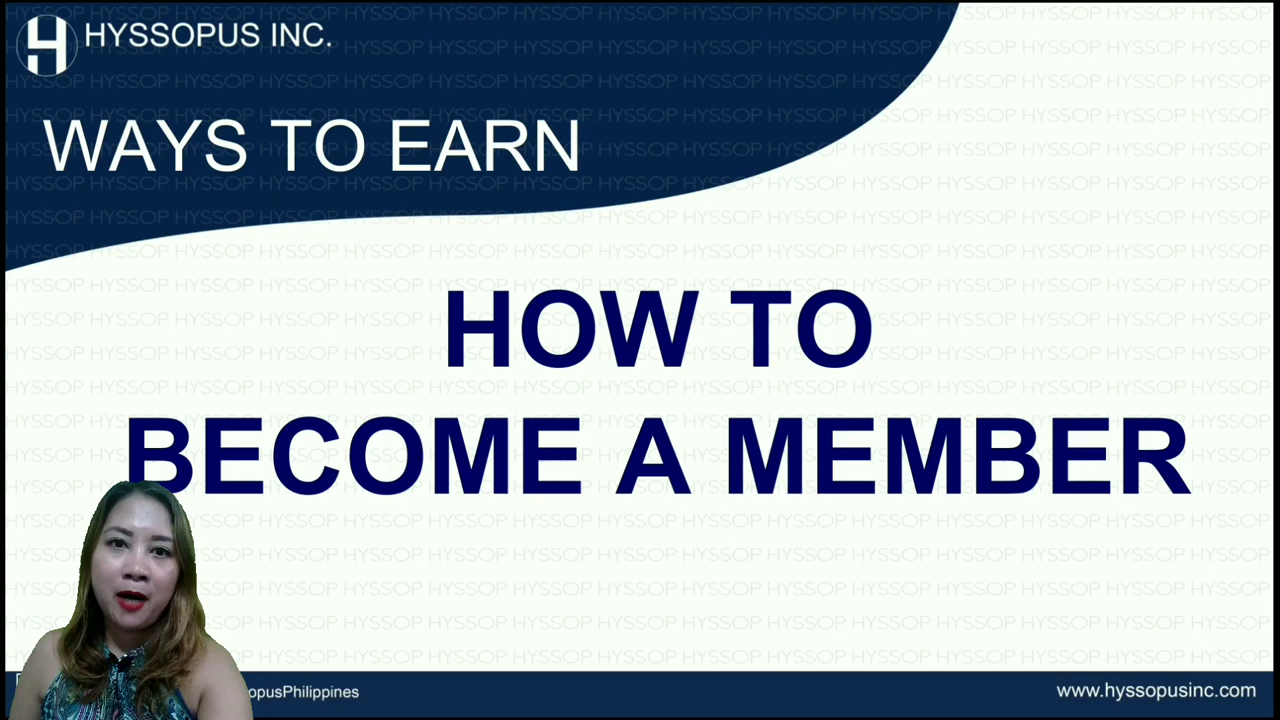 HYSSOPUS INC.
WAYS TO EARN
HOW TO
BECOME A MEMBER
opusPhilippines
www.hyssopusinc.com